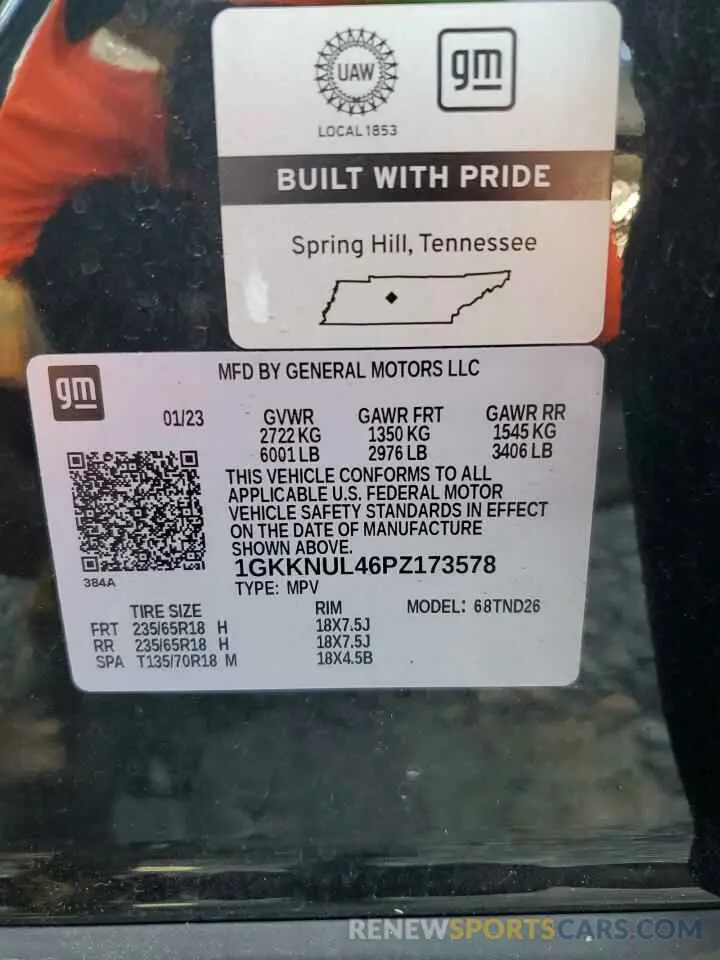 UAW
gm
LOCAL 1853
BUILT WITH PRIDE
Spring Hill, Tennessee
gm
MFD BY GENERAL MOTORS LLC
01/23 GVWR GAWR FRT GAWR RR
2722 KG 1350 KG 1545 KG
6001 LB 2976 LB 3406 LB
THIS VEHICLE CONFORMS TO ALL
APPLICABLE U.S. FEDERAL MOTOR
VEHICLE SAFETY STANDARDS IN EFFECT
ON THE DATE OF MANUFACTURE
SHOWN ABOVE.
1GKKNUL46PZ173578
384A
TYPE: MPV
TIRE SIZE RIM MODEL: 68TND26
FRT 235/65R18 H 18X7.5J
RR 235/65R18 H 18X7.5J
SPA T135/70R18 M 18X4.5B
RENEWSPORTSCARS.COM